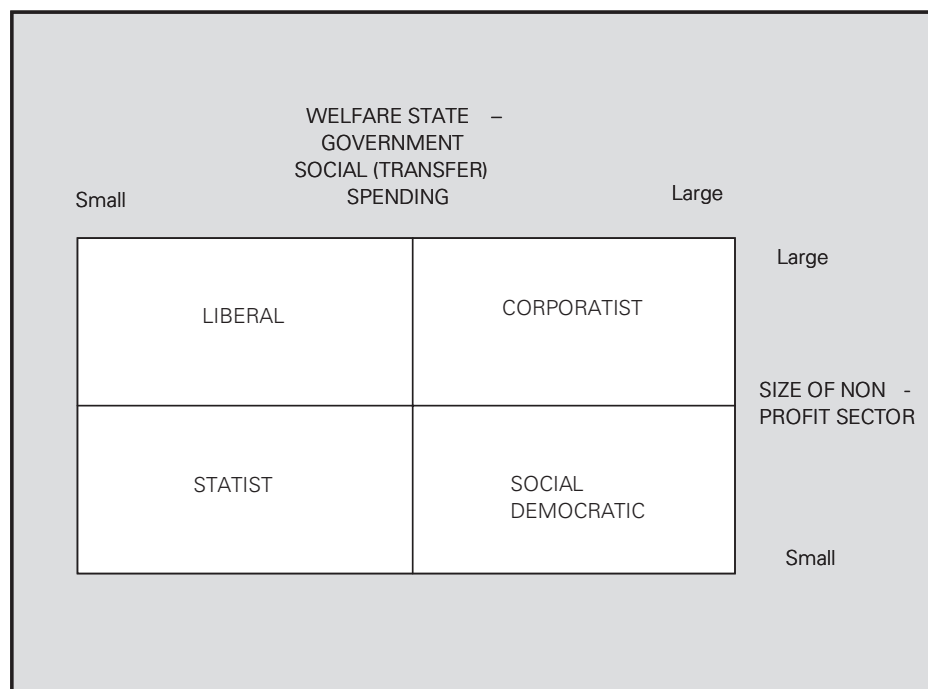 WELFARE STATE –
GOVERNMENT
SOCIAL (TRANSFER)
SPENDING
Small
Large
Large
LIBERAL
CORPORATIST
SIZE OF NON -
PROFIT SECTOR
STATIST
SOCIAL
DEMOCRATIC
Small